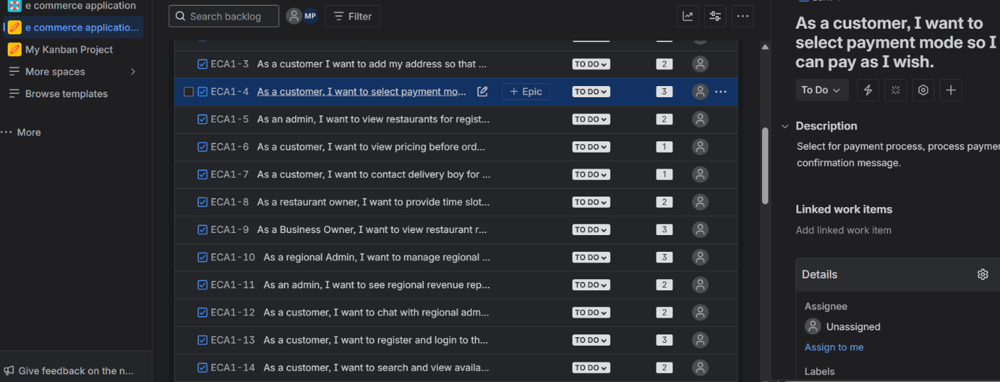 e commerce application
e commerce applicatio...
My Kanban Project
More spaces
Browse templates
More
Give feedback on the n...
Search backlog
MP
Filter
ECA1-3 As a customer I want to add my address so that ... TO DO 2
ECA1-4 As a customer, I want to select payment mo... + Epic TO DO 3
ECA1-5 As an admin, I want to view restaurants for regist... TO DO 2
ECA1-6 As a customer, I want to view pricing before ord... TO DO 1
ECA1-7 As a customer, I want to contact delivery boy for ... TO DO 1
ECA1-8 As a restaurant owner, I want to provide time slot... TO DO 2
ECA1-9 As a Business Owner, I want to view restaurant r... TO DO 3
ECA1-10 As a regional Admin, I want to manage regional ... TO DO 3
ECA1-11 As an admin, I want to see regional revenue rep... TO DO 2
ECA1-12 As a customer, I want to chat with regional adm... TO DO 2
ECA1-13 As a customer, I want to register and login to th... TO DO 3
ECA1-14 As a customer, I want to search and view availa... TO DO 2
As a customer, I want to
select payment mode so I
can pay as I wish.
To Do
Description
Select for payment process, process paymen
confirmation message.
Linked work items
Add linked work item
Details
Assignee
Unassigned
Assign to me
Labels